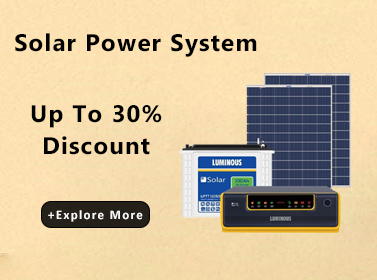 Solar Power System
Up To 30%
Discount
+Explore More
LUMINOUS
Solar
LUMINOUS